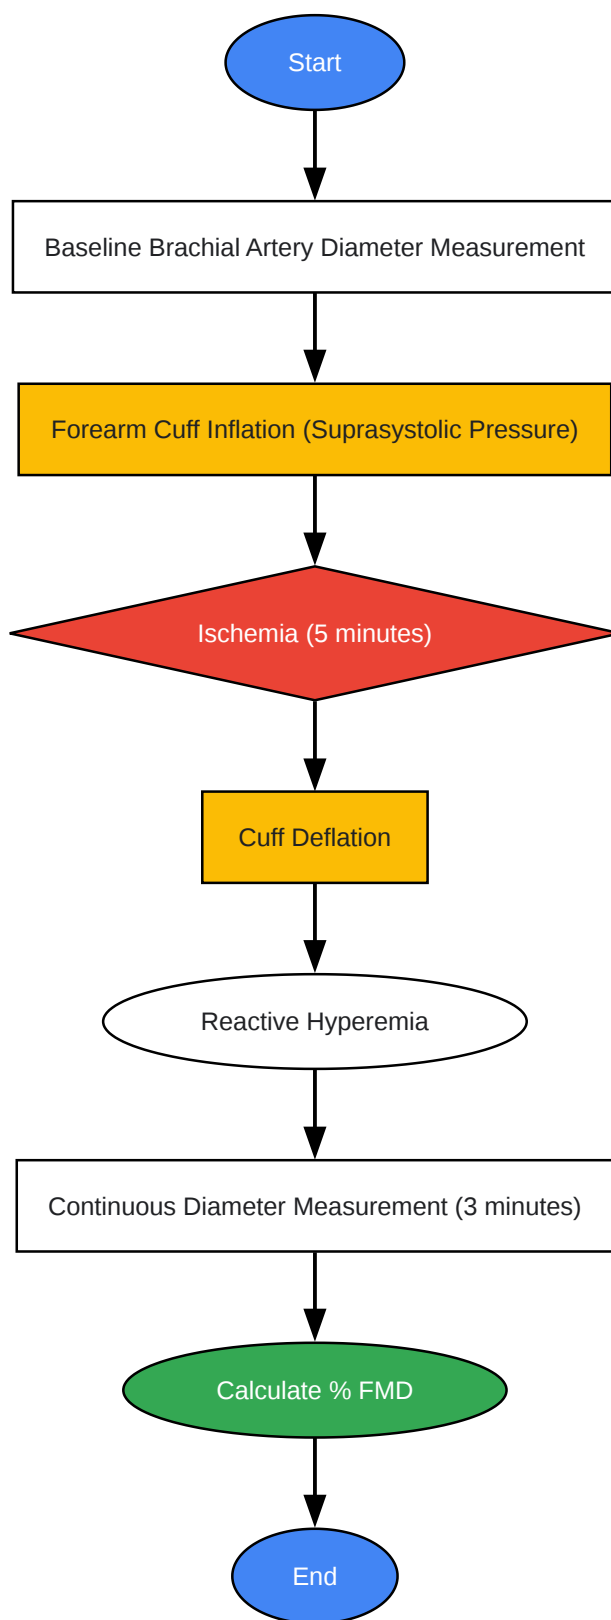 Start
Baseline Brachial Artery Diameter Measurement
Forearm Cuff Inflation (Suprasystolic Pressure)
Ischemia (5 minutes)
Cuff Deflation
Reactive Hyperemia
Continuous Diameter Measurement (3 minutes)
Calculate % FMD
End